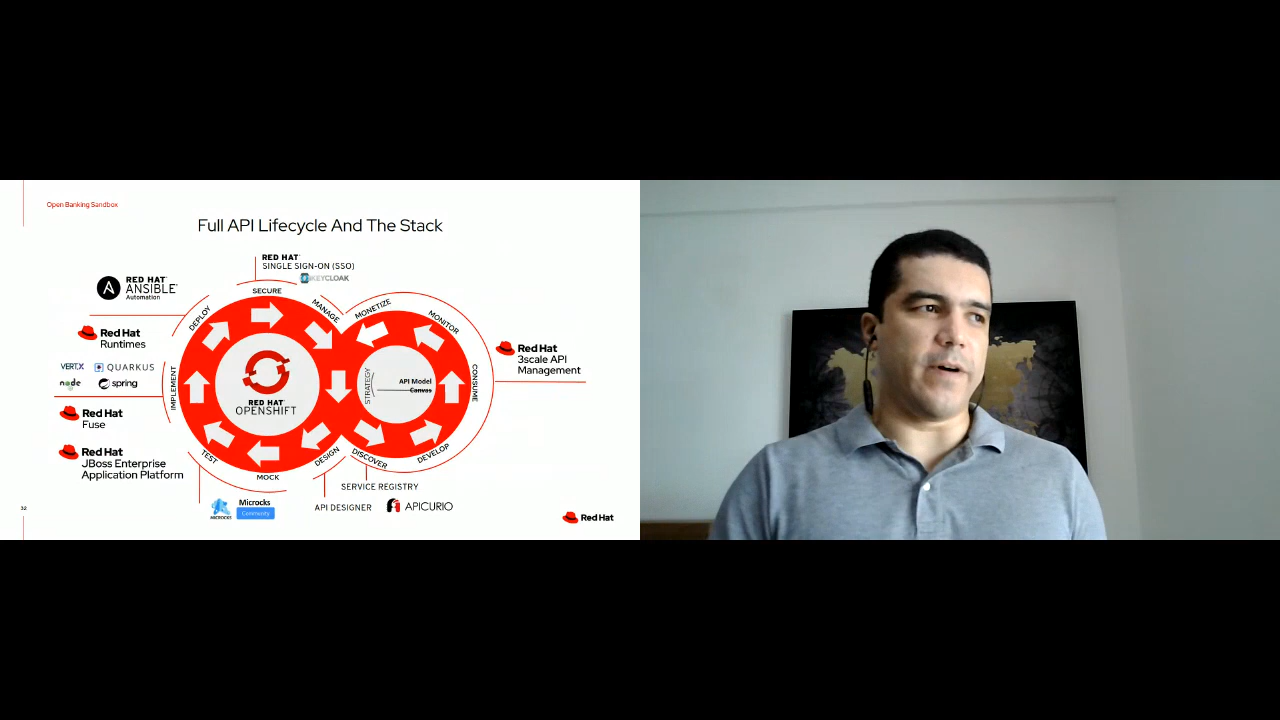 Open Banking Sandbox
Full API Lifecycle And The Stack
RED HAT
SINGLE SIGN-ON (SSO)
KEYCLOAK
RED HAT
ANSIBLE
Automation
SECURE
DEPLOY
MANAGE
MONETIZE
MONITOR
Red Hat
Runtimes
VERT.X
QUARKUS
node
spring
IMPLEMENT
RED HAT
OPENSHIFT
STRATEGY
API Model
Canvas
CONSUME
Red Hat
3scale API
Management
Red Hat
Fuse
Red Hat
JBoss Enterprise
Application Platform
TEST
MOCK
DESIGN
DISCOVER
DEVELOP
SERVICE REGISTRY
MICROCKS
Microcks
Community
API DESIGNER
APICURIO
32
Red Hat